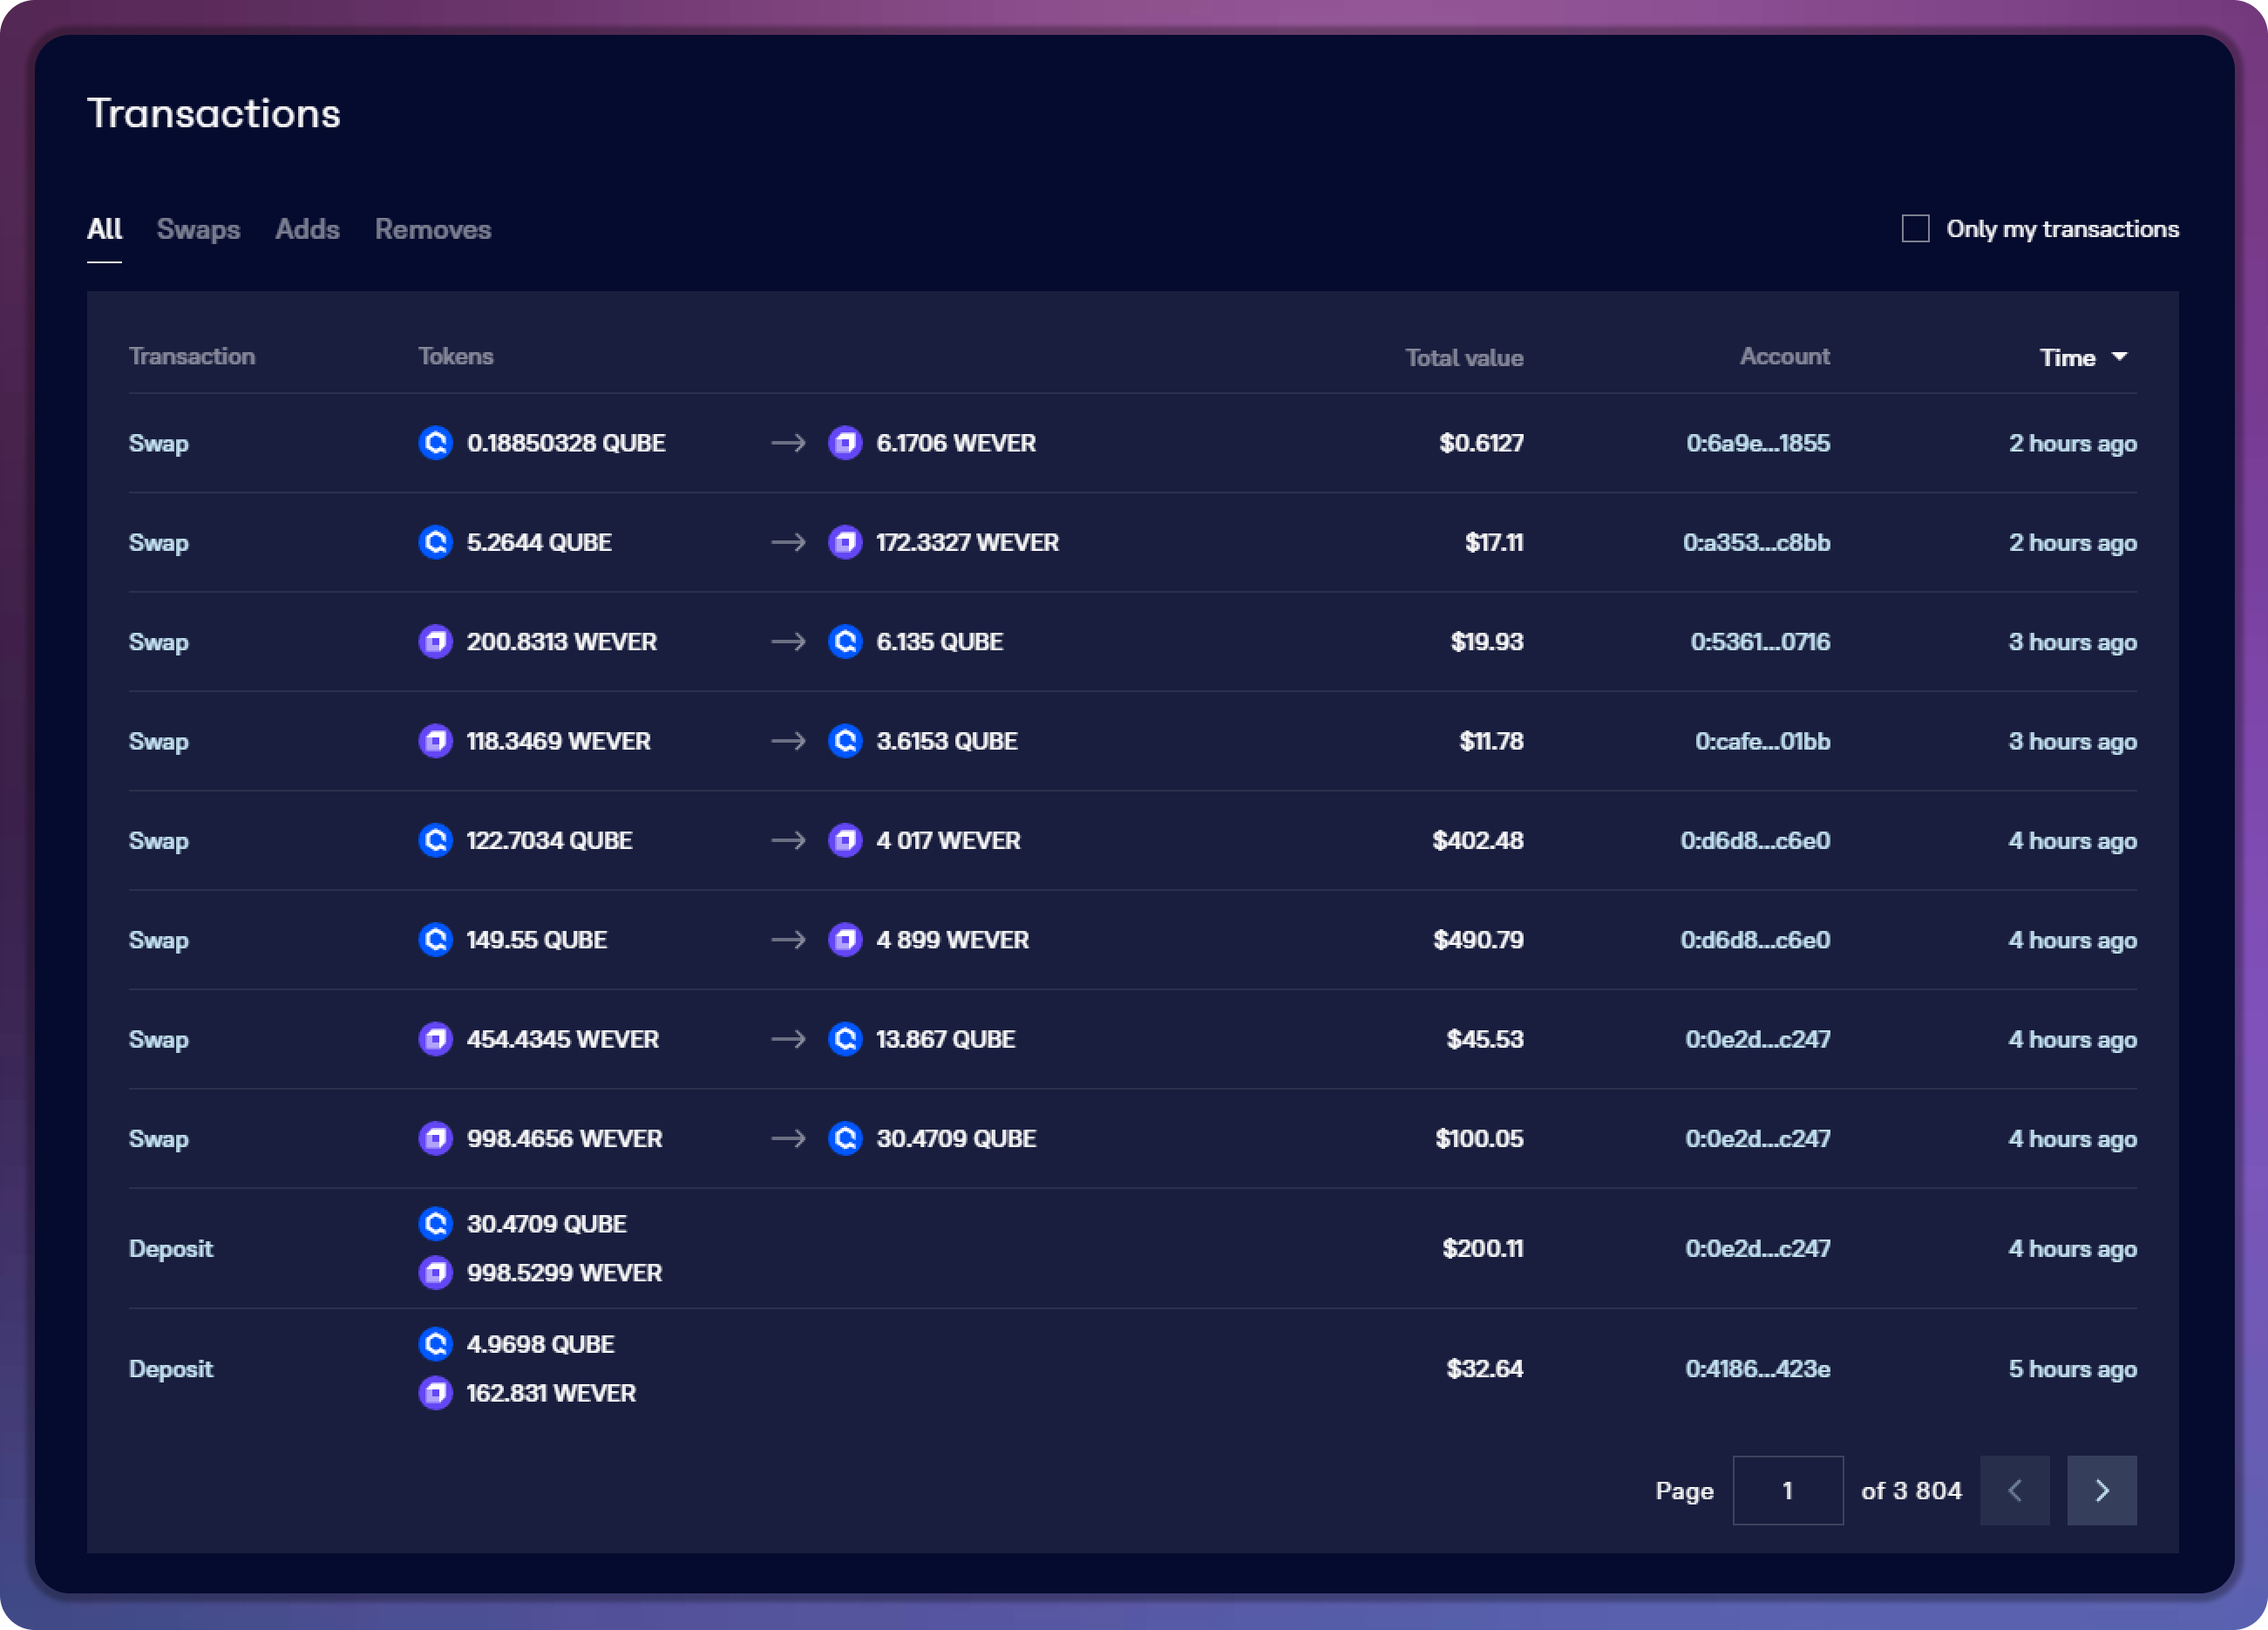 Transactions
All Swaps Adds Removes Only my transactions
Transaction Tokens Total value Account Time
Swap 0.18850328 QUBE → 6.1706 WEVER $0.6127 0:6a9e...1855 2 hours ago
Swap 5.2644 QUBE → 172.3327 WEVER $17.11 0:a353...c8bb 2 hours ago
Swap 200.8313 WEVER → 6.135 QUBE $19.93 0:5361...0716 3 hours ago
Swap 118.3469 WEVER → 3.6153 QUBE $11.78 0:cafe...01bb 3 hours ago
Swap 122.7034 QUBE → 4 017 WEVER $402.48 0:d6d8...c6e0 4 hours ago
Swap 149.55 QUBE → 4 899 WEVER $490.79 0:d6d8...c6e0 4 hours ago
Swap 454.4345 WEVER → 13.867 QUBE $45.53 0:0e2d...c247 4 hours ago
Swap 998.4656 WEVER → 30.4709 QUBE $100.05 0:0e2d...c247 4 hours ago
30.4709 QUBE
Deposit $200.11 0:0e2d...c247 4 hours ago
998.5299 WEVER
4.9698 QUBE
Deposit $32.64 0:4186...423e 5 hours ago
162.831 WEVER
Page 1 of 3 804